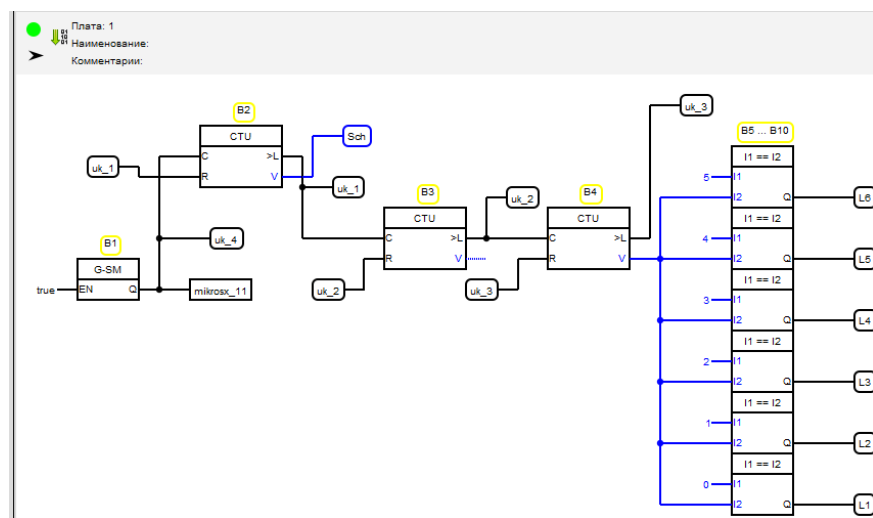 Плата: 1
Наименование:
Комментарии:
B2
CTU
C >L
R V
uk_1
Sch
uk_1
B1
G-SM
true EN Q
uk_4
mikrosx_11
B3
CTU
C >L
R V
uk_2
uk_2
B4
CTU
C >L
R V
uk_3
uk_3
B5 ... B10
I1 == I2
5 I1
I2 Q L6
I1 == I2
4 I1
I2 Q L5
I1 == I2
3 I1
I2 Q L4
I1 == I2
2 I1
I2 Q L3
I1 == I2
1 I1
I2 Q L2
I1 == I2
0 I1
I2 Q L1